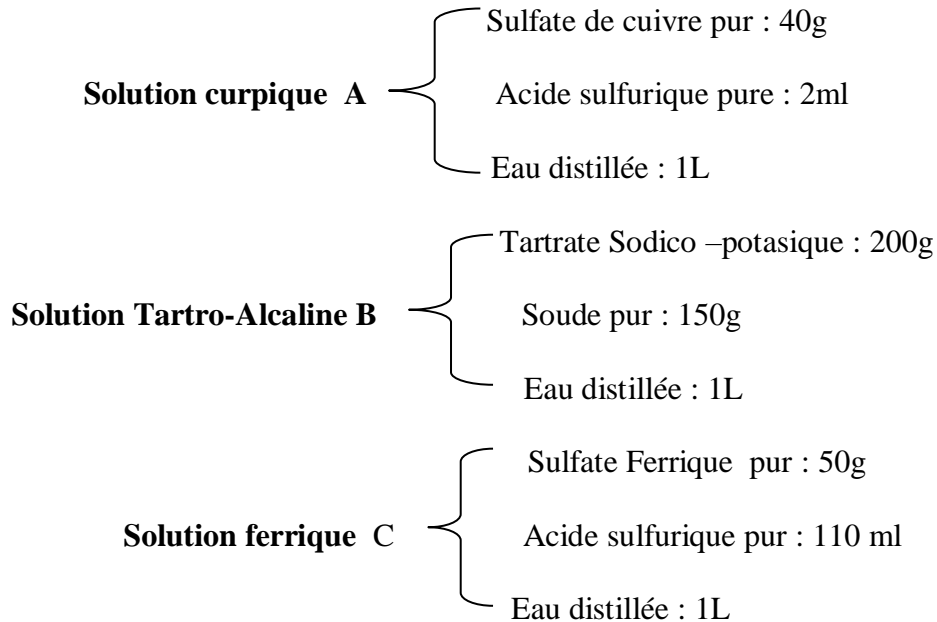 Sulfate de cuivre pur : 40g
Solution curpique A
Acide sulfurique pure : 2ml
Eau distillée : 1L
Tartrate Sodico –potasique : 200g
Solution Tartro-Alcaline B
Soude pur : 150g
Eau distillée : 1L
Sulfate Ferrique pur : 50g
Solution ferrique C
Acide sulfurique pur : 110 ml
Eau distillée : 1L